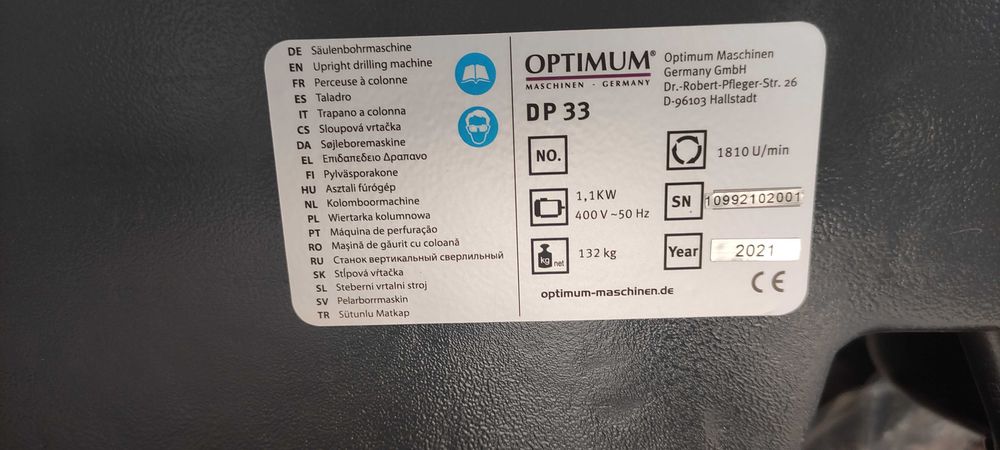 DE Säulenbohrmaschine
EN Upright drilling machine
FR Perceuse à colonne
ES Taladro
IT Trapano a colonna
CS Sloupová vrtačka
DA Søjleboremaskine
EL Επιδαπεδειο Δραπανο
FI Pylväsporakone
HU Asztali fúrógép
NL Kolomboormachine
PL Wiertarka kolumnowa
PT Máquina de perfuração
RO Mașină de găurit cu coloană
RU Станок вертикальный сверлильный
SK Stĺpová vŕtačka
SL Steberni vrtalni stroj
SV Pelarborrmaskin
TR Sütunlu Matkap
OPTIMUM®
MASCHINEN - GERMANY
Optimum Maschinen
Germany GmbH
Dr.-Robert-Pfleger-Str. 26
D-96103 Hallstadt
DP 33
NO.
1810 U/min
1,1KW
400 V ~50 Hz
SN 10992102001
kg net 132 kg
Year 2021
optimum-maschinen.de
CE